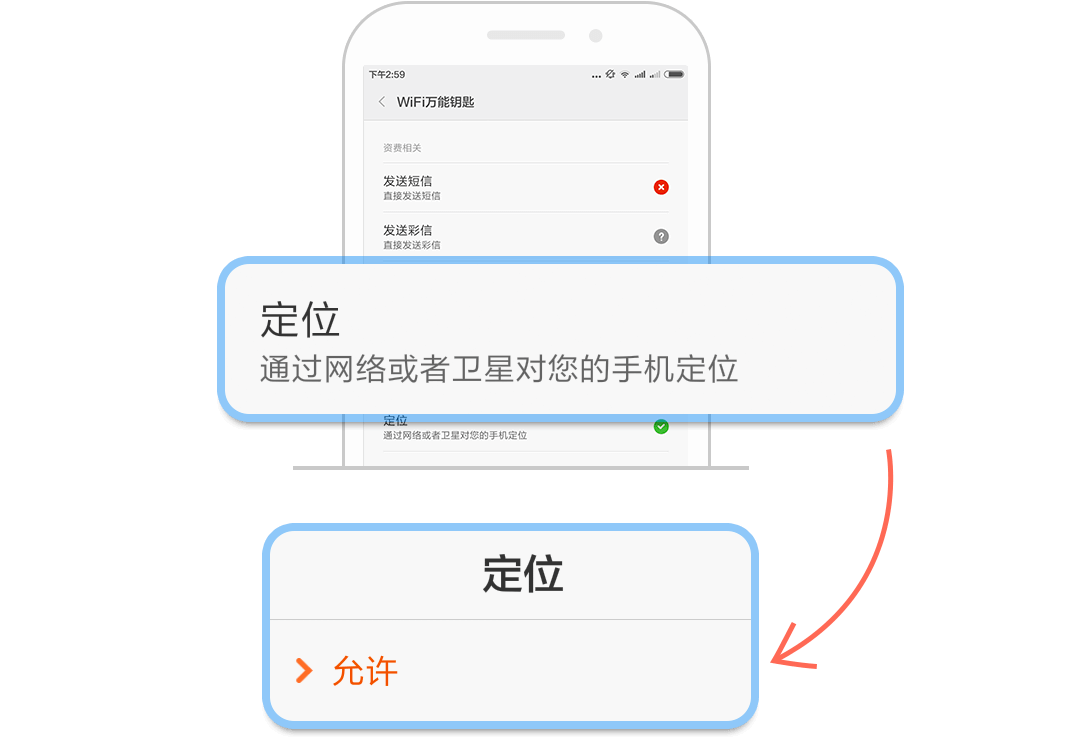 下午2:59
WiFi万能钥匙
资费相关
发送短信
直接发送短信
发送彩信
直接发送彩信
定位
通过网络或者卫星对您的手机定位
定位
通过网络或者卫星对您的手机定位
定位
允许